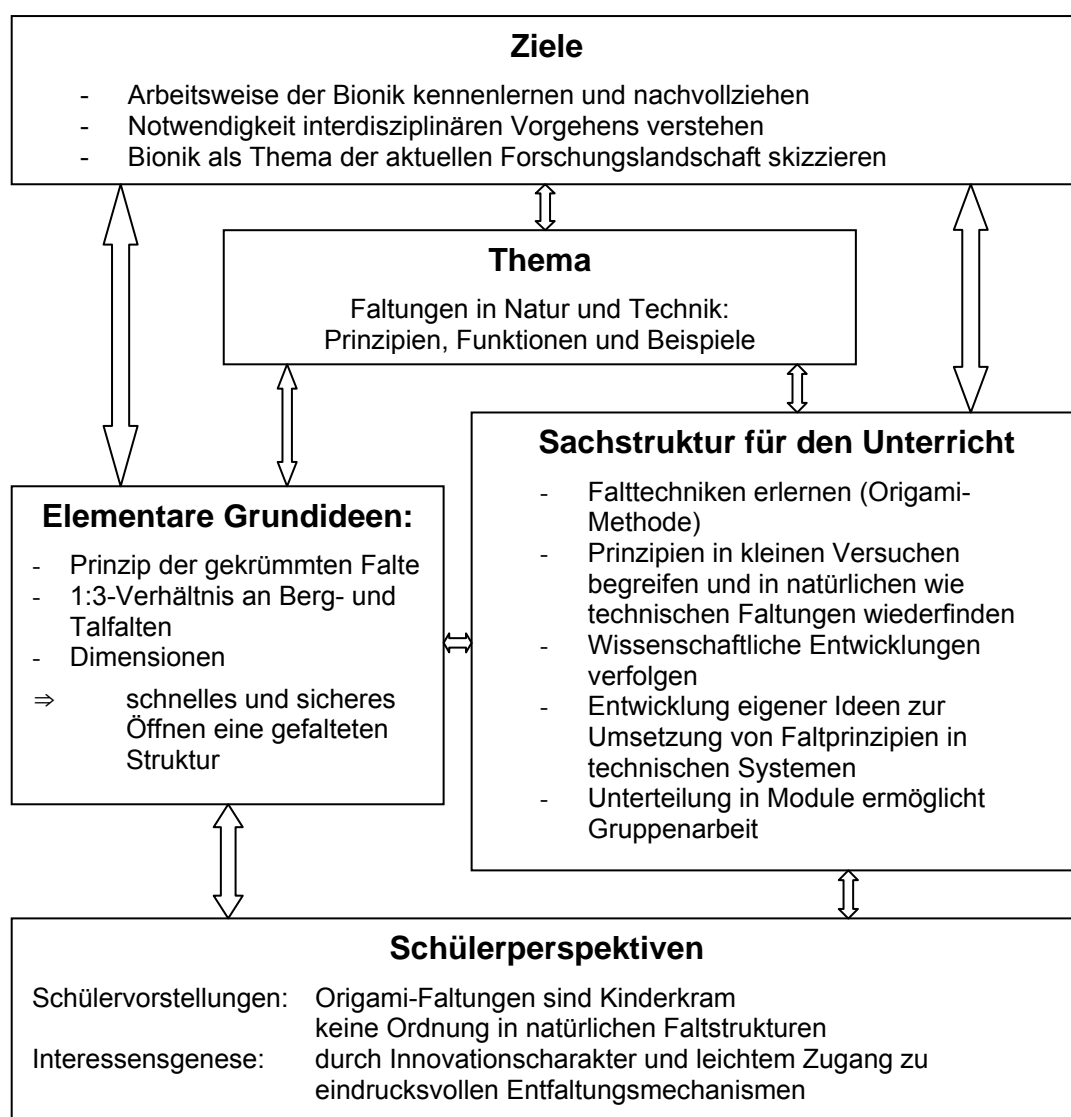 Ziele
- Arbeitsweise der Bionik kennenlernen und nachvollziehen
- Notwendigkeit interdisziplinären Vorgehens verstehen
- Bionik als Thema der aktuellen Forschungslandschaft skizzieren
Thema
Faltungen in Natur und Technik:
Prinzipien, Funktionen und Beispiele
Elementare Grundideen:
- Prinzip der gekrümmten Falte
- 1:3-Verhältnis an Berg- und
Talfalten
- Dimensionen
⇒ schnelles und sicheres
Öffnen eine gefalteten
Struktur
Sachstruktur für den Unterricht
- Falttechniken erlernen (Origami-
Methode)
- Prinzipien in kleinen Versuchen
begreifen und in natürlichen wie
technischen Faltungen wiederfinden
- Wissenschaftliche Entwicklungen
verfolgen
- Entwicklung eigener Ideen zur
Umsetzung von Faltprinzipien in
technischen Systemen
- Unterteilung in Module ermöglicht
Gruppenarbeit
Schülerperspektiven
Schülervorstellungen: Origami-Faltungen sind Kinderkram
keine Ordnung in natürlichen Faltstrukturen
Interessensgenese: durch Innovationscharakter und leichtem Zugang zu
eindrucksvollen Entfaltungsmechanismen